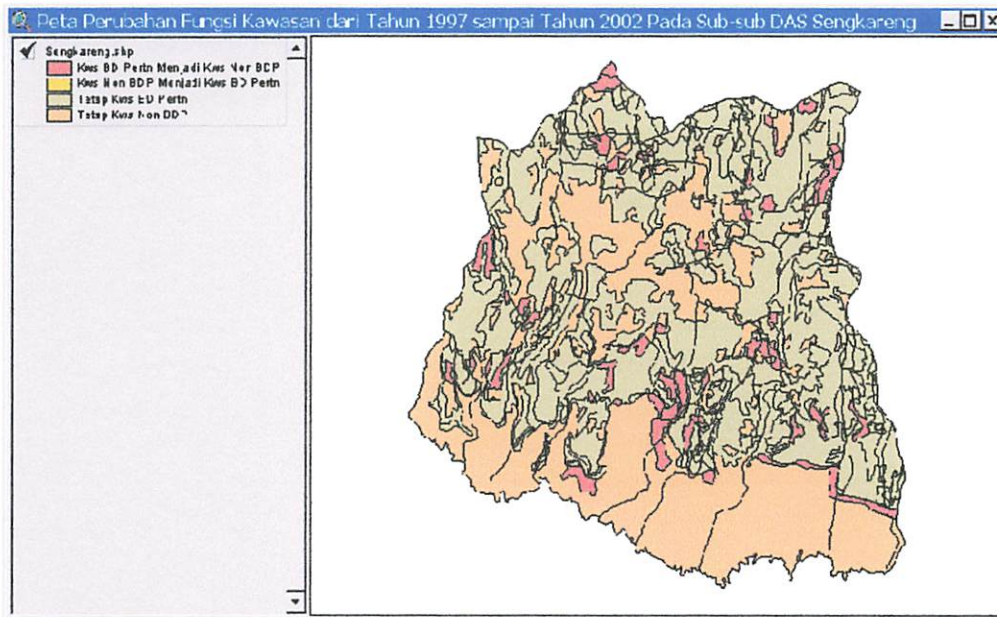 Peta Perubahan Fungsi Kawasan dari Tahun 1997 sampai Tahun 2002 Pada Sub-sub DAS Sengkareng
Sengkareng.shp
Kws BD Pertn Menjadi Kws Non BDP
Kws Non BDP Menjadi Kws BD Pertn
Tetap Kws BD Pertn
Tetap Kws Non BDP